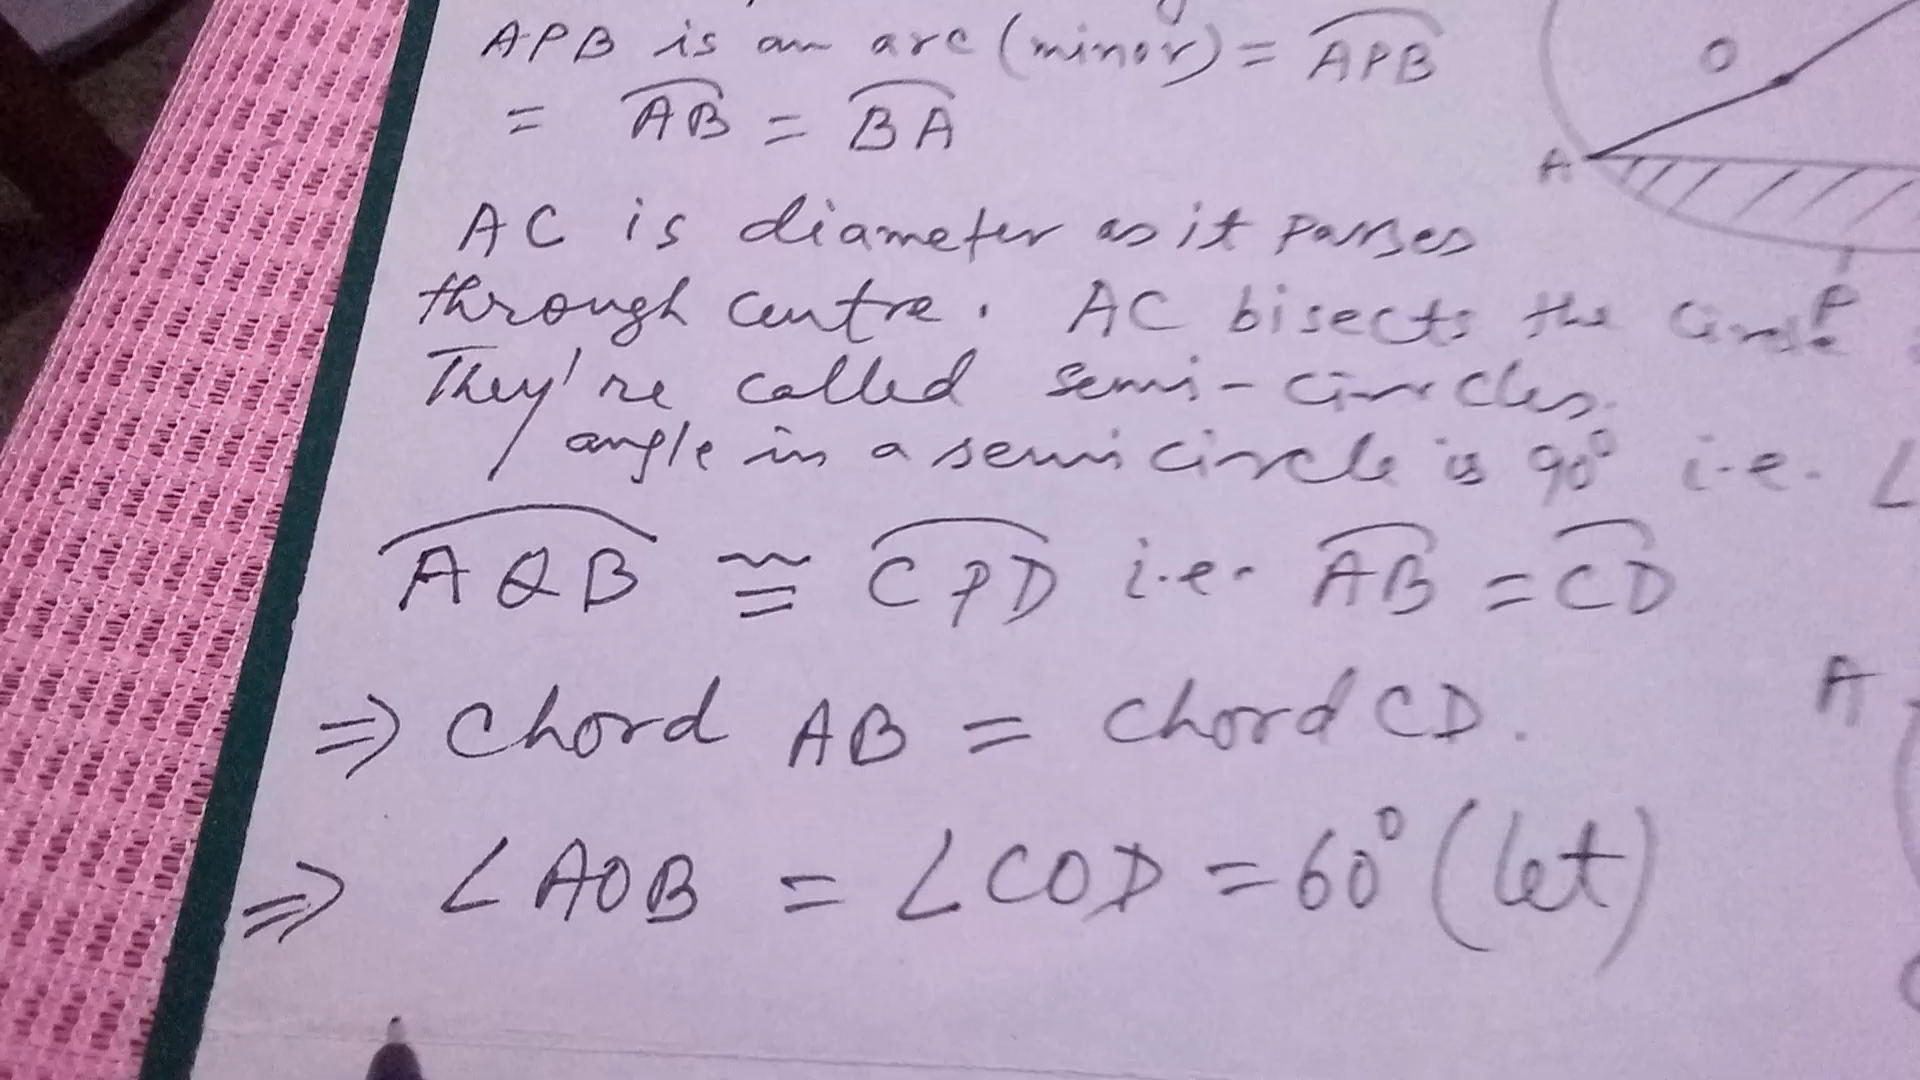 APB is an arc (minor) = APB
= AB = BA
O
A
AC is diameter as it passes
P
through centre. AC bisects the circle
They're called semi-circles.
angle in a semi circle is 90° i.e. ∠
AQB ≅ CPD i.e. AB = CD
A
⇒ Chord AB = Chord CD.
⇒ ∠AOB = ∠COD = 60° (let)